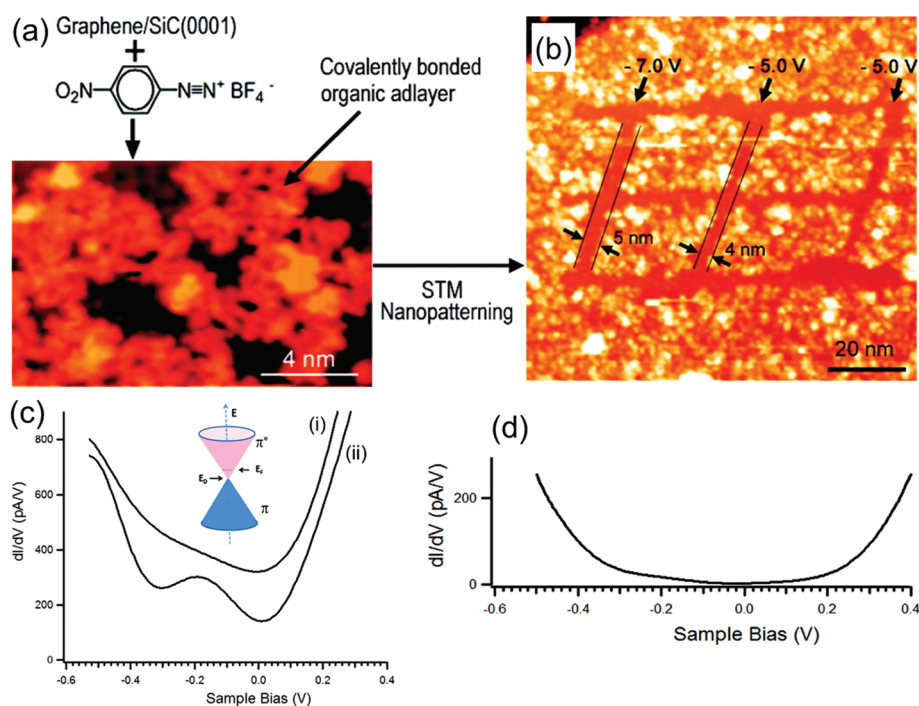 (a)
Graphene/SiC(0001)
+
O₂N
N≡N⁺ BF₄⁻
Covalently bonded
organic adlayer
4 nm
STM
Nanopatterning
(b)
- 7.0 V
- 5.0 V
- 5.0 V
5 nm
4 nm
20 nm
(c)
dI/dV (pA/V)
800
600
400
200
0
-0.6
-0.4
-0.2
0.0
0.2
0.4
Sample Bias (V)
E
π*
E_F
E_D
π
(i)
(ii)
(d)
dI/dV (pA/V)
200
0
-0.6
-0.4
-0.2
0.0
0.2
0.4
Sample Bias (V)